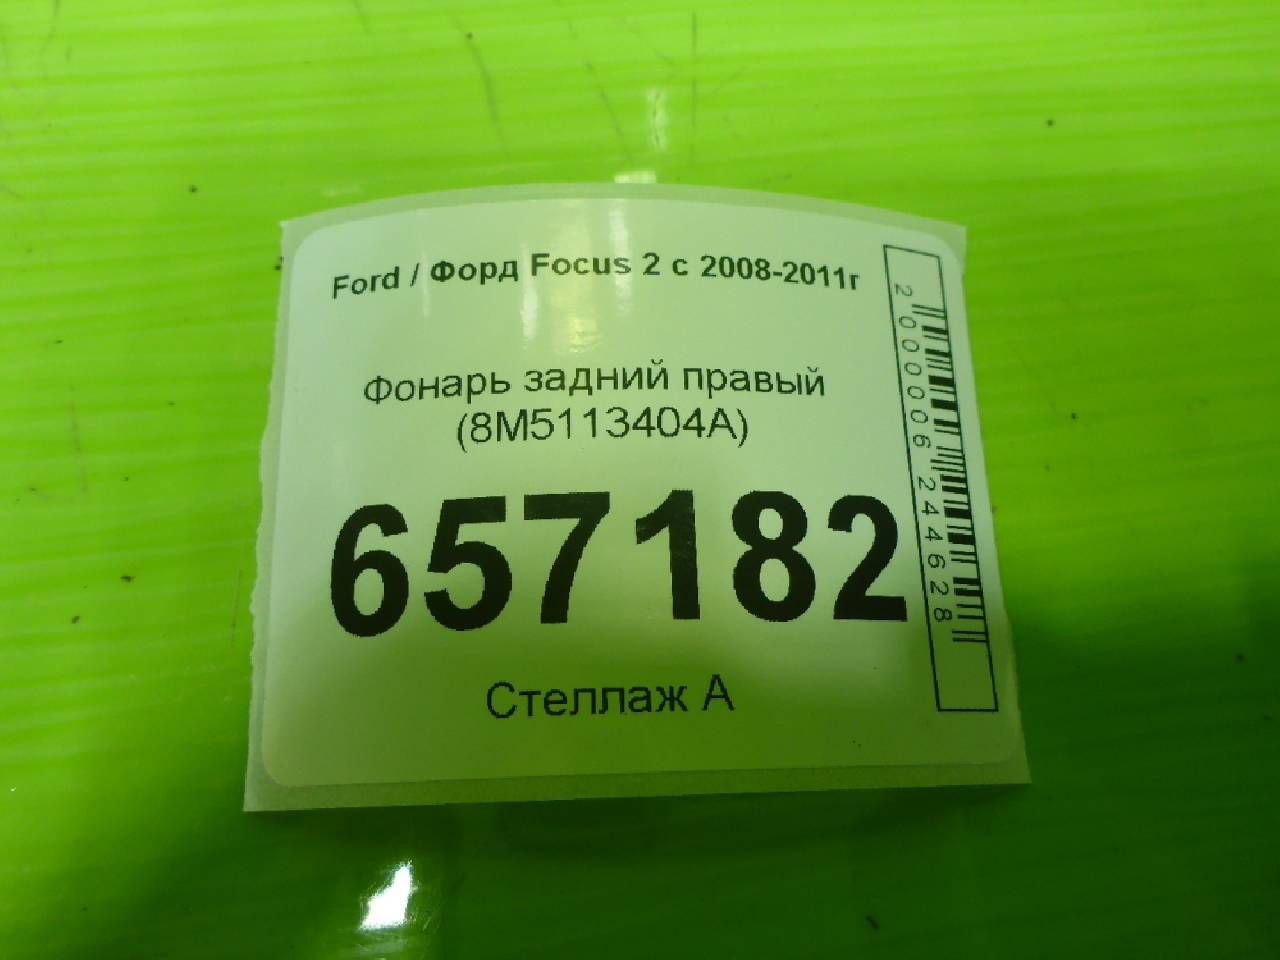 Ford / Форд Focus 2 с 2008-2011г
Фонарь задний правый
(8M5113404A)
657182
Стеллаж А
2000006244628